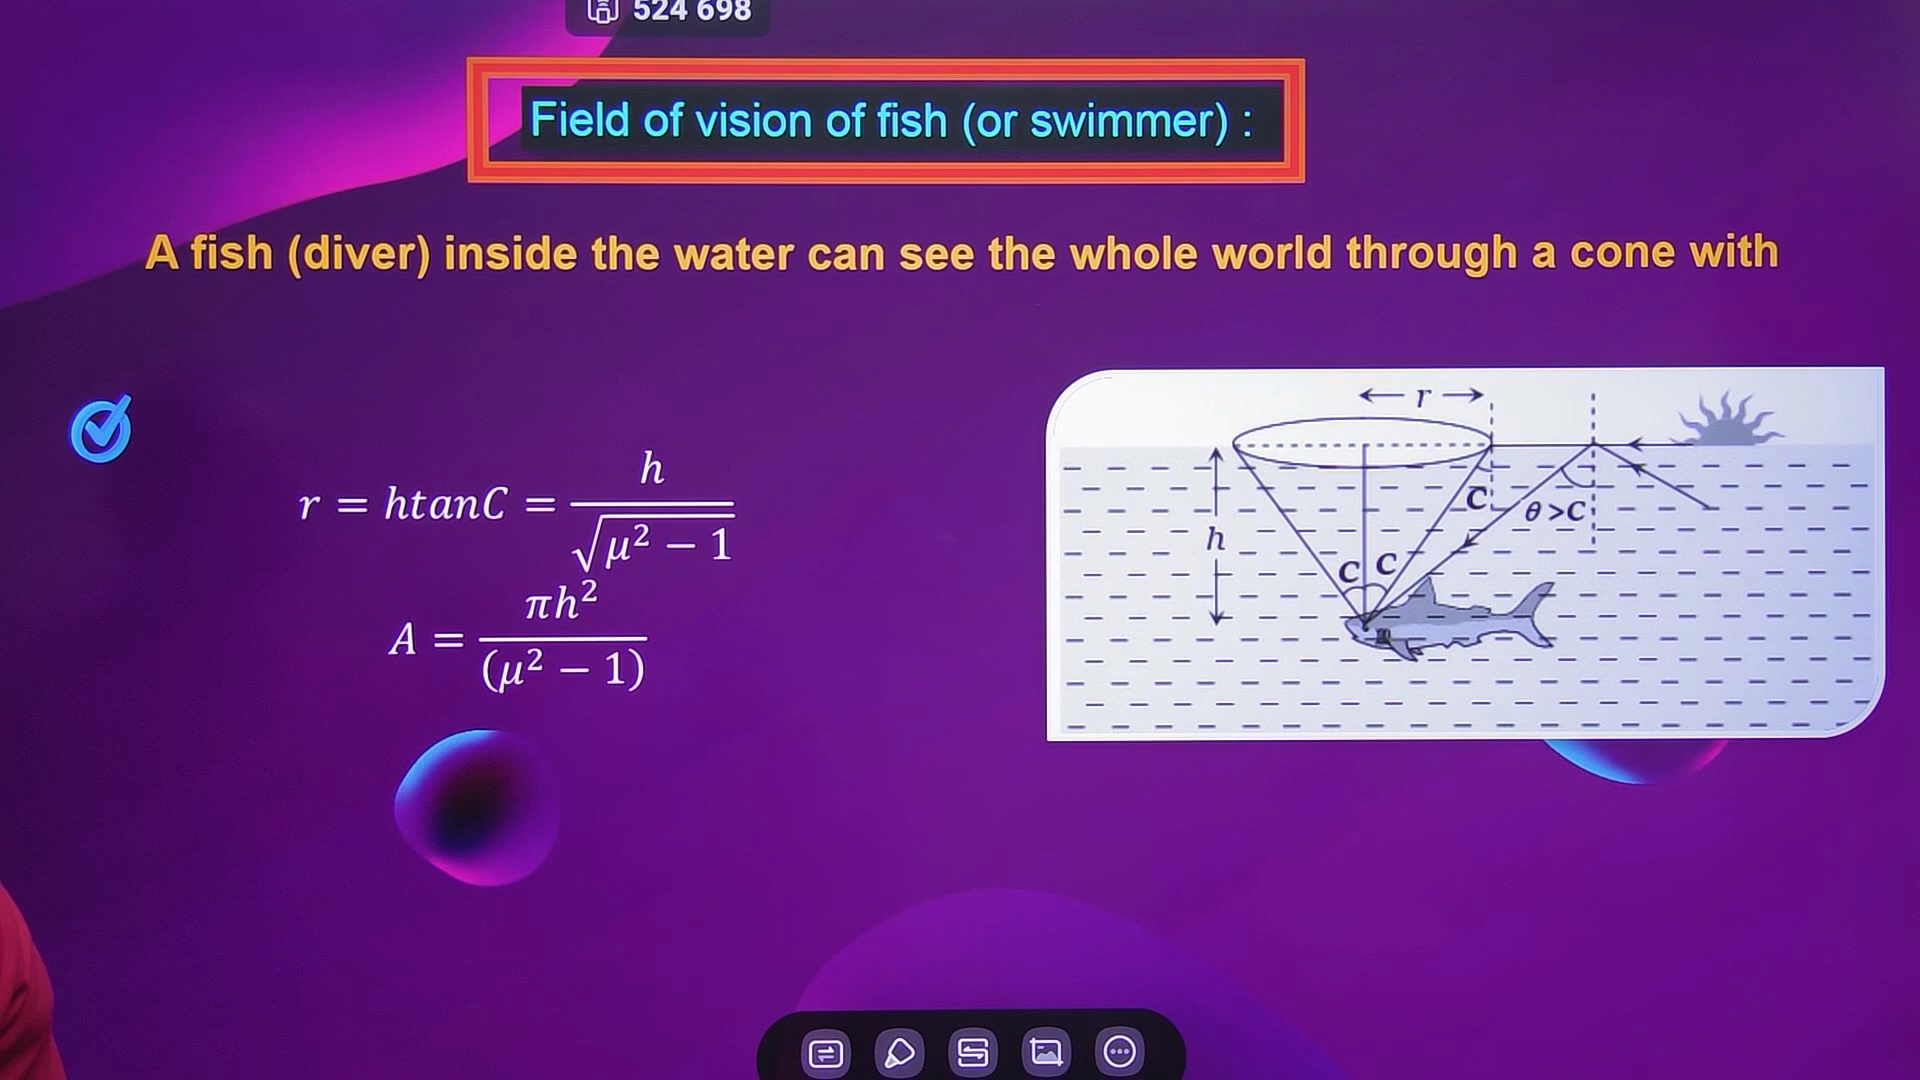 524 698
Field of vision of fish (or swimmer) :
A fish (diver) inside the water can see the whole world through a cone with
r = htanC = h / √(μ² − 1)
A = πh² / (μ² − 1)
r
h
C
θ >C
C C